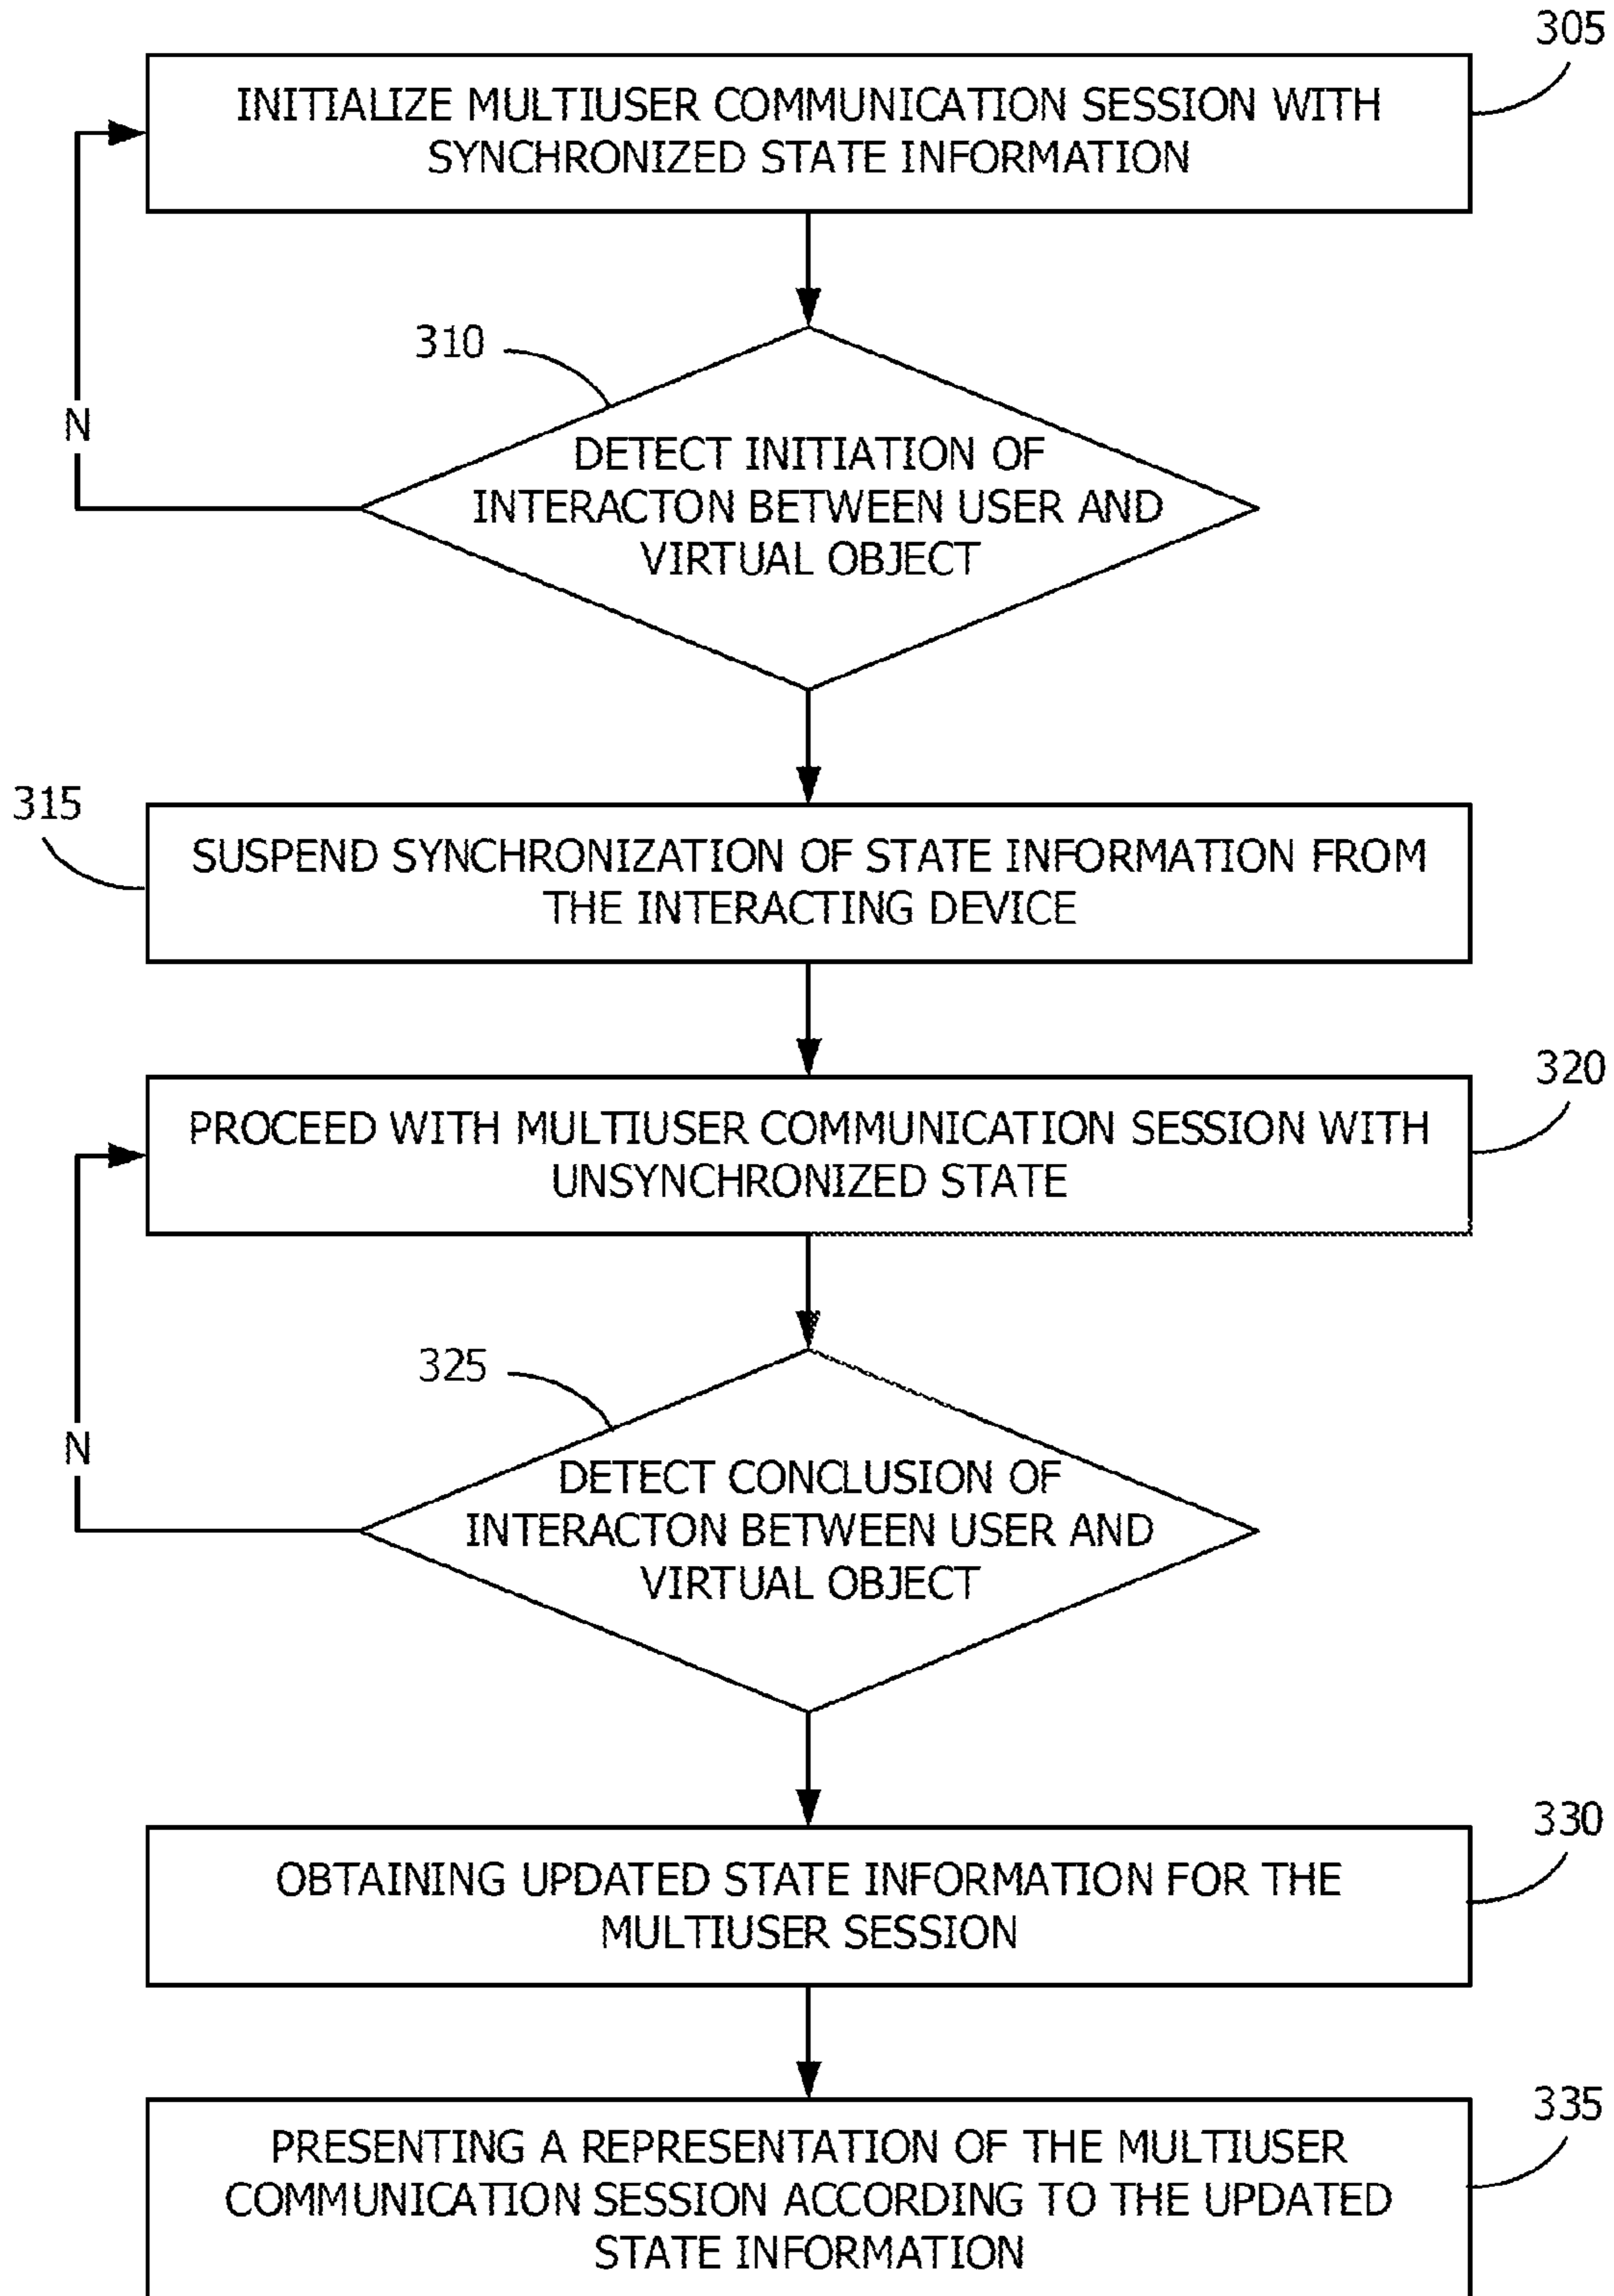 305
INITIALIZE MULTIUSER COMMUNICATION SESSION WITH
SYNCHRONIZED STATE INFORMATION
310
N
DETECT INITIATION OF
INTERACTON BETWEEN USER AND
VIRTUAL OBJECT
315
SUSPEND SYNCHRONIZATION OF STATE INFORMATION FROM
THE INTERACTING DEVICE
320
PROCEED WITH MULTIUSER COMMUNICATION SESSION WITH
UNSYNCHRONIZED STATE
325
N
DETECT CONCLUSION OF
INTERACTON BETWEEN USER AND
VIRTUAL OBJECT
330
OBTAINING UPDATED STATE INFORMATION FOR THE
MULTIUSER SESSION
335
PRESENTING A REPRESENTATION OF THE MULTIUSER
COMMUNICATION SESSION ACCORDING TO THE UPDATED
STATE INFORMATION